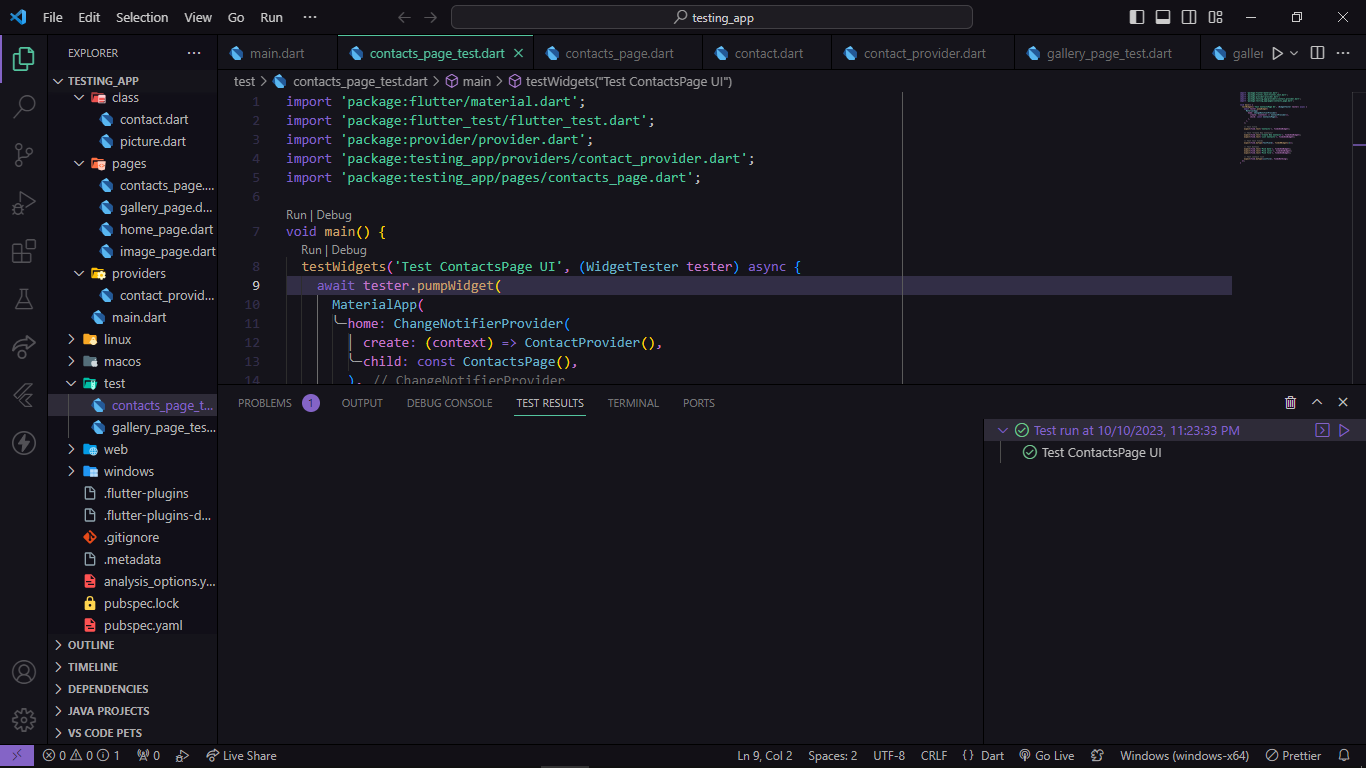 File Edit Selection View Go Run ··· testing_app
EXPLORER ···
TESTING_APP
class
contact.dart
picture.dart
pages
contacts_page....
gallery_page.d...
home_page.dart
image_page.dart
providers
contact_provid...
main.dart
linux
macos
test
contacts_page_t...
gallery_page_tes...
web
windows
.flutter-plugins
.flutter-plugins-d...
.gitignore
.metadata
analysis_options.y...
pubspec.lock
pubspec.yaml
OUTLINE
TIMELINE
DEPENDENCIES
JAVA PROJECTS
VS CODE PETS
main.dart contacts_page_test.dart contacts_page.dart contact.dart contact_provider.dart gallery_page_test.dart galler
test > contacts_page_test.dart > main > testWidgets("Test ContactsPage UI")
1 import 'package:flutter/material.dart';
2 import 'package:flutter_test/flutter_test.dart';
3 import 'package:provider/provider.dart';
4 import 'package:testing_app/providers/contact_provider.dart';
5 import 'package:testing_app/pages/contacts_page.dart';
6
Run | Debug
7 void main() {
Run | Debug
8 testWidgets('Test ContactsPage UI', (WidgetTester tester) async {
9 await tester.pumpWidget(
10 MaterialApp(
11 home: ChangeNotifierProvider(
12 create: (context) => ContactProvider(),
13 child: const ContactsPage(),
14 ), // ChangeNotifierProvider
PROBLEMS 1 OUTPUT DEBUG CONSOLE TEST RESULTS TERMINAL PORTS
Test run at 10/10/2023, 11:23:33 PM
Test ContactsPage UI
0 0 1 0 Live Share Ln 9, Col 2 Spaces: 2 UTF-8 CRLF {} Dart Go Live Windows (windows-x64) Prettier